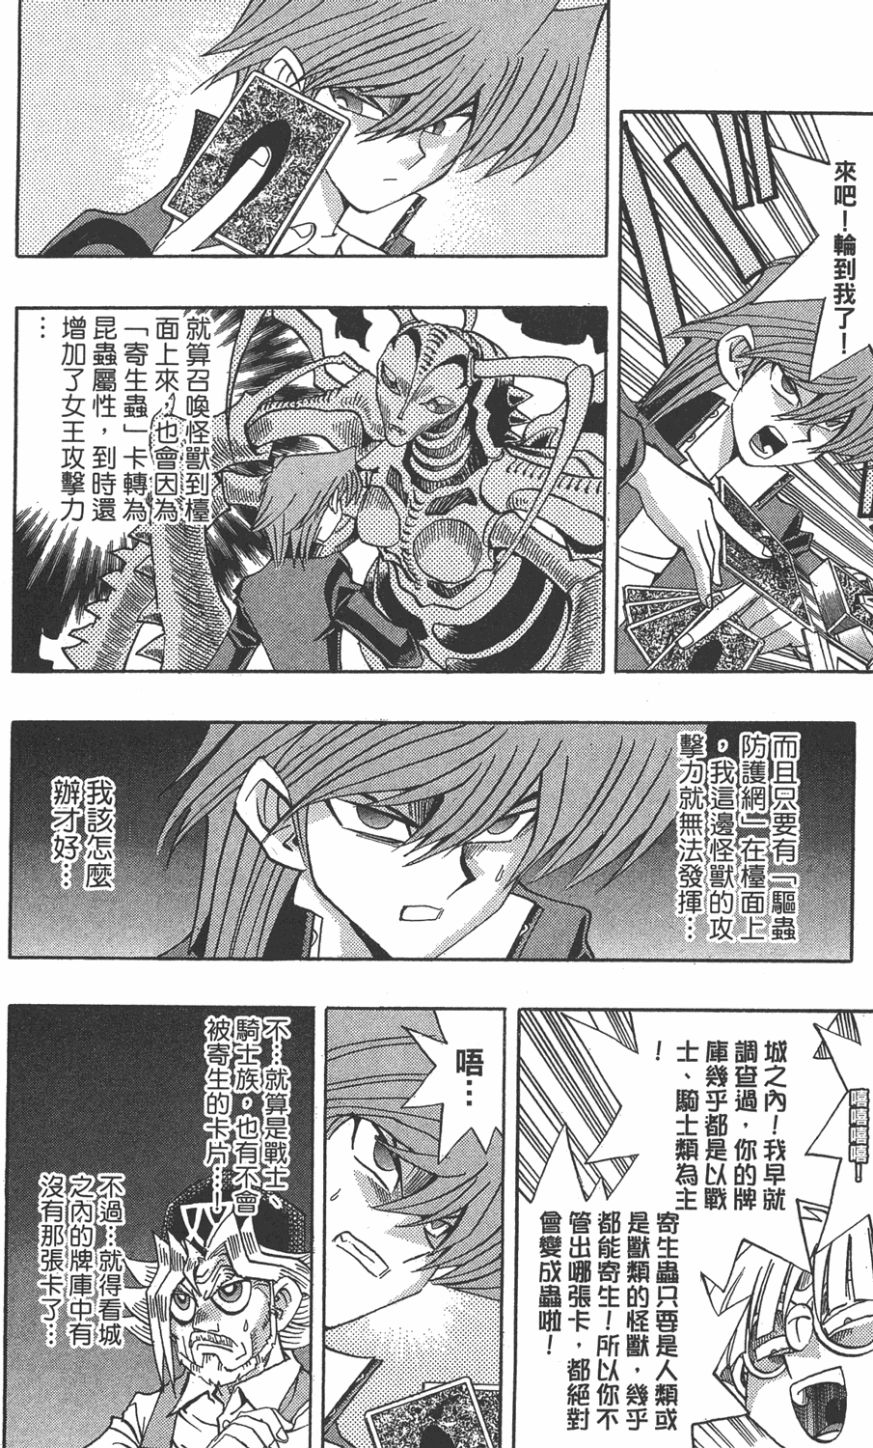 來吧！輪到我了！
就算召喚怪獸到檯
面上來，也會因為
「寄生蟲」卡轉為
昆蟲屬性，到時還
增加了女王攻擊力
…
而且只要有「驅蟲
防護網」在檯面上
，我這邊怪獸的攻
擊力就無法發揮…
我該怎麼
辦才好…
嘻嘻嘻嘻！
城之內！我早就
調查過，你的牌
庫幾乎都是以戰
士、騎士類為主
！
寄生蟲只要是人類或
是獸類的怪獸，幾乎
都能寄生！所以你不
管出哪張卡，都絕對
會變成蟲啦！
唔…
不…就算是戰士、
騎士族，也有不會
被寄生的卡片…！
不過…就得看城
之內的牌庫中有
沒有那張卡了…